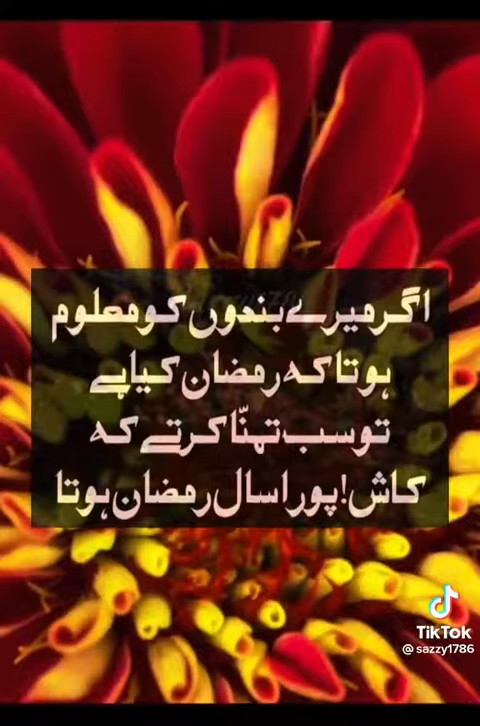 اگر میرے بندوں کو معلوم
ہوتا کہ رمضان کیا ہے
تو سب تمنّا کرتے کہ
کاش! پورا سال رمضان ہوتا
TikTok
@sazzy1786